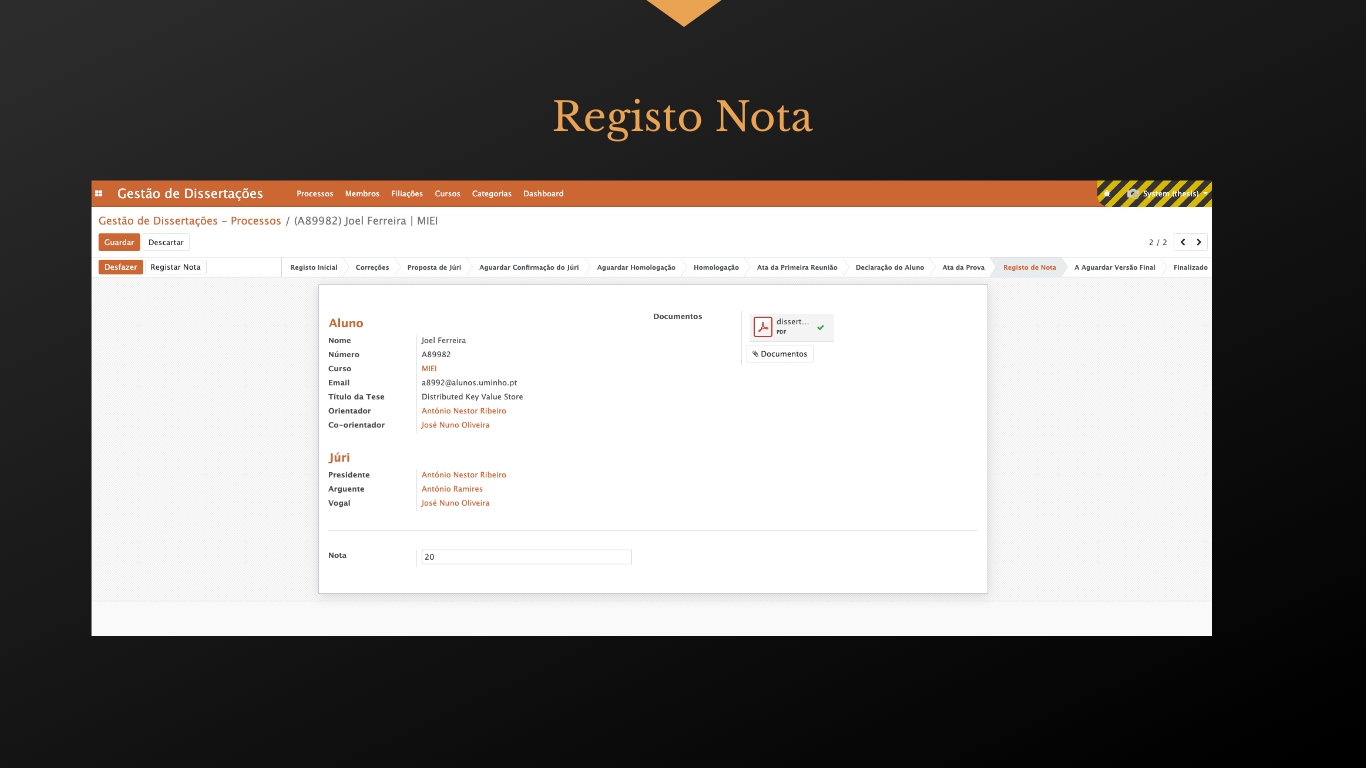 Registo Nota
Gestão de Dissertações Processos Membros Filiações Cursos Categorias Dashboard System (thesis)
Gestão de Dissertações - Processos / (A89982) Joel Ferreira | MIEI
Guardar Descartar 2 / 2
Desfazer Registar Nota Registo Inicial Correções Proposta de Júri Aguardar Confirmação do Júri Aguardar Homologação Homologação Ata da Primeira Reunião Declaração do Aluno Ata da Prova Registo de Nota A Aguardar Versão Final Finalizado
Aluno
Nome Joel Ferreira
Número A89982
Curso MIEI
Email a8992@alunos.uminho.pt
Título da Tese Distributed Key Value Store
Orientador António Nestor Ribeiro
Co-orientador José Nuno Oliveira
Documentos
dissert...
PDF
Documentos
Júri
Presidente António Nestor Ribeiro
Arguente António Ramires
Vogal José Nuno Oliveira
Nota 20